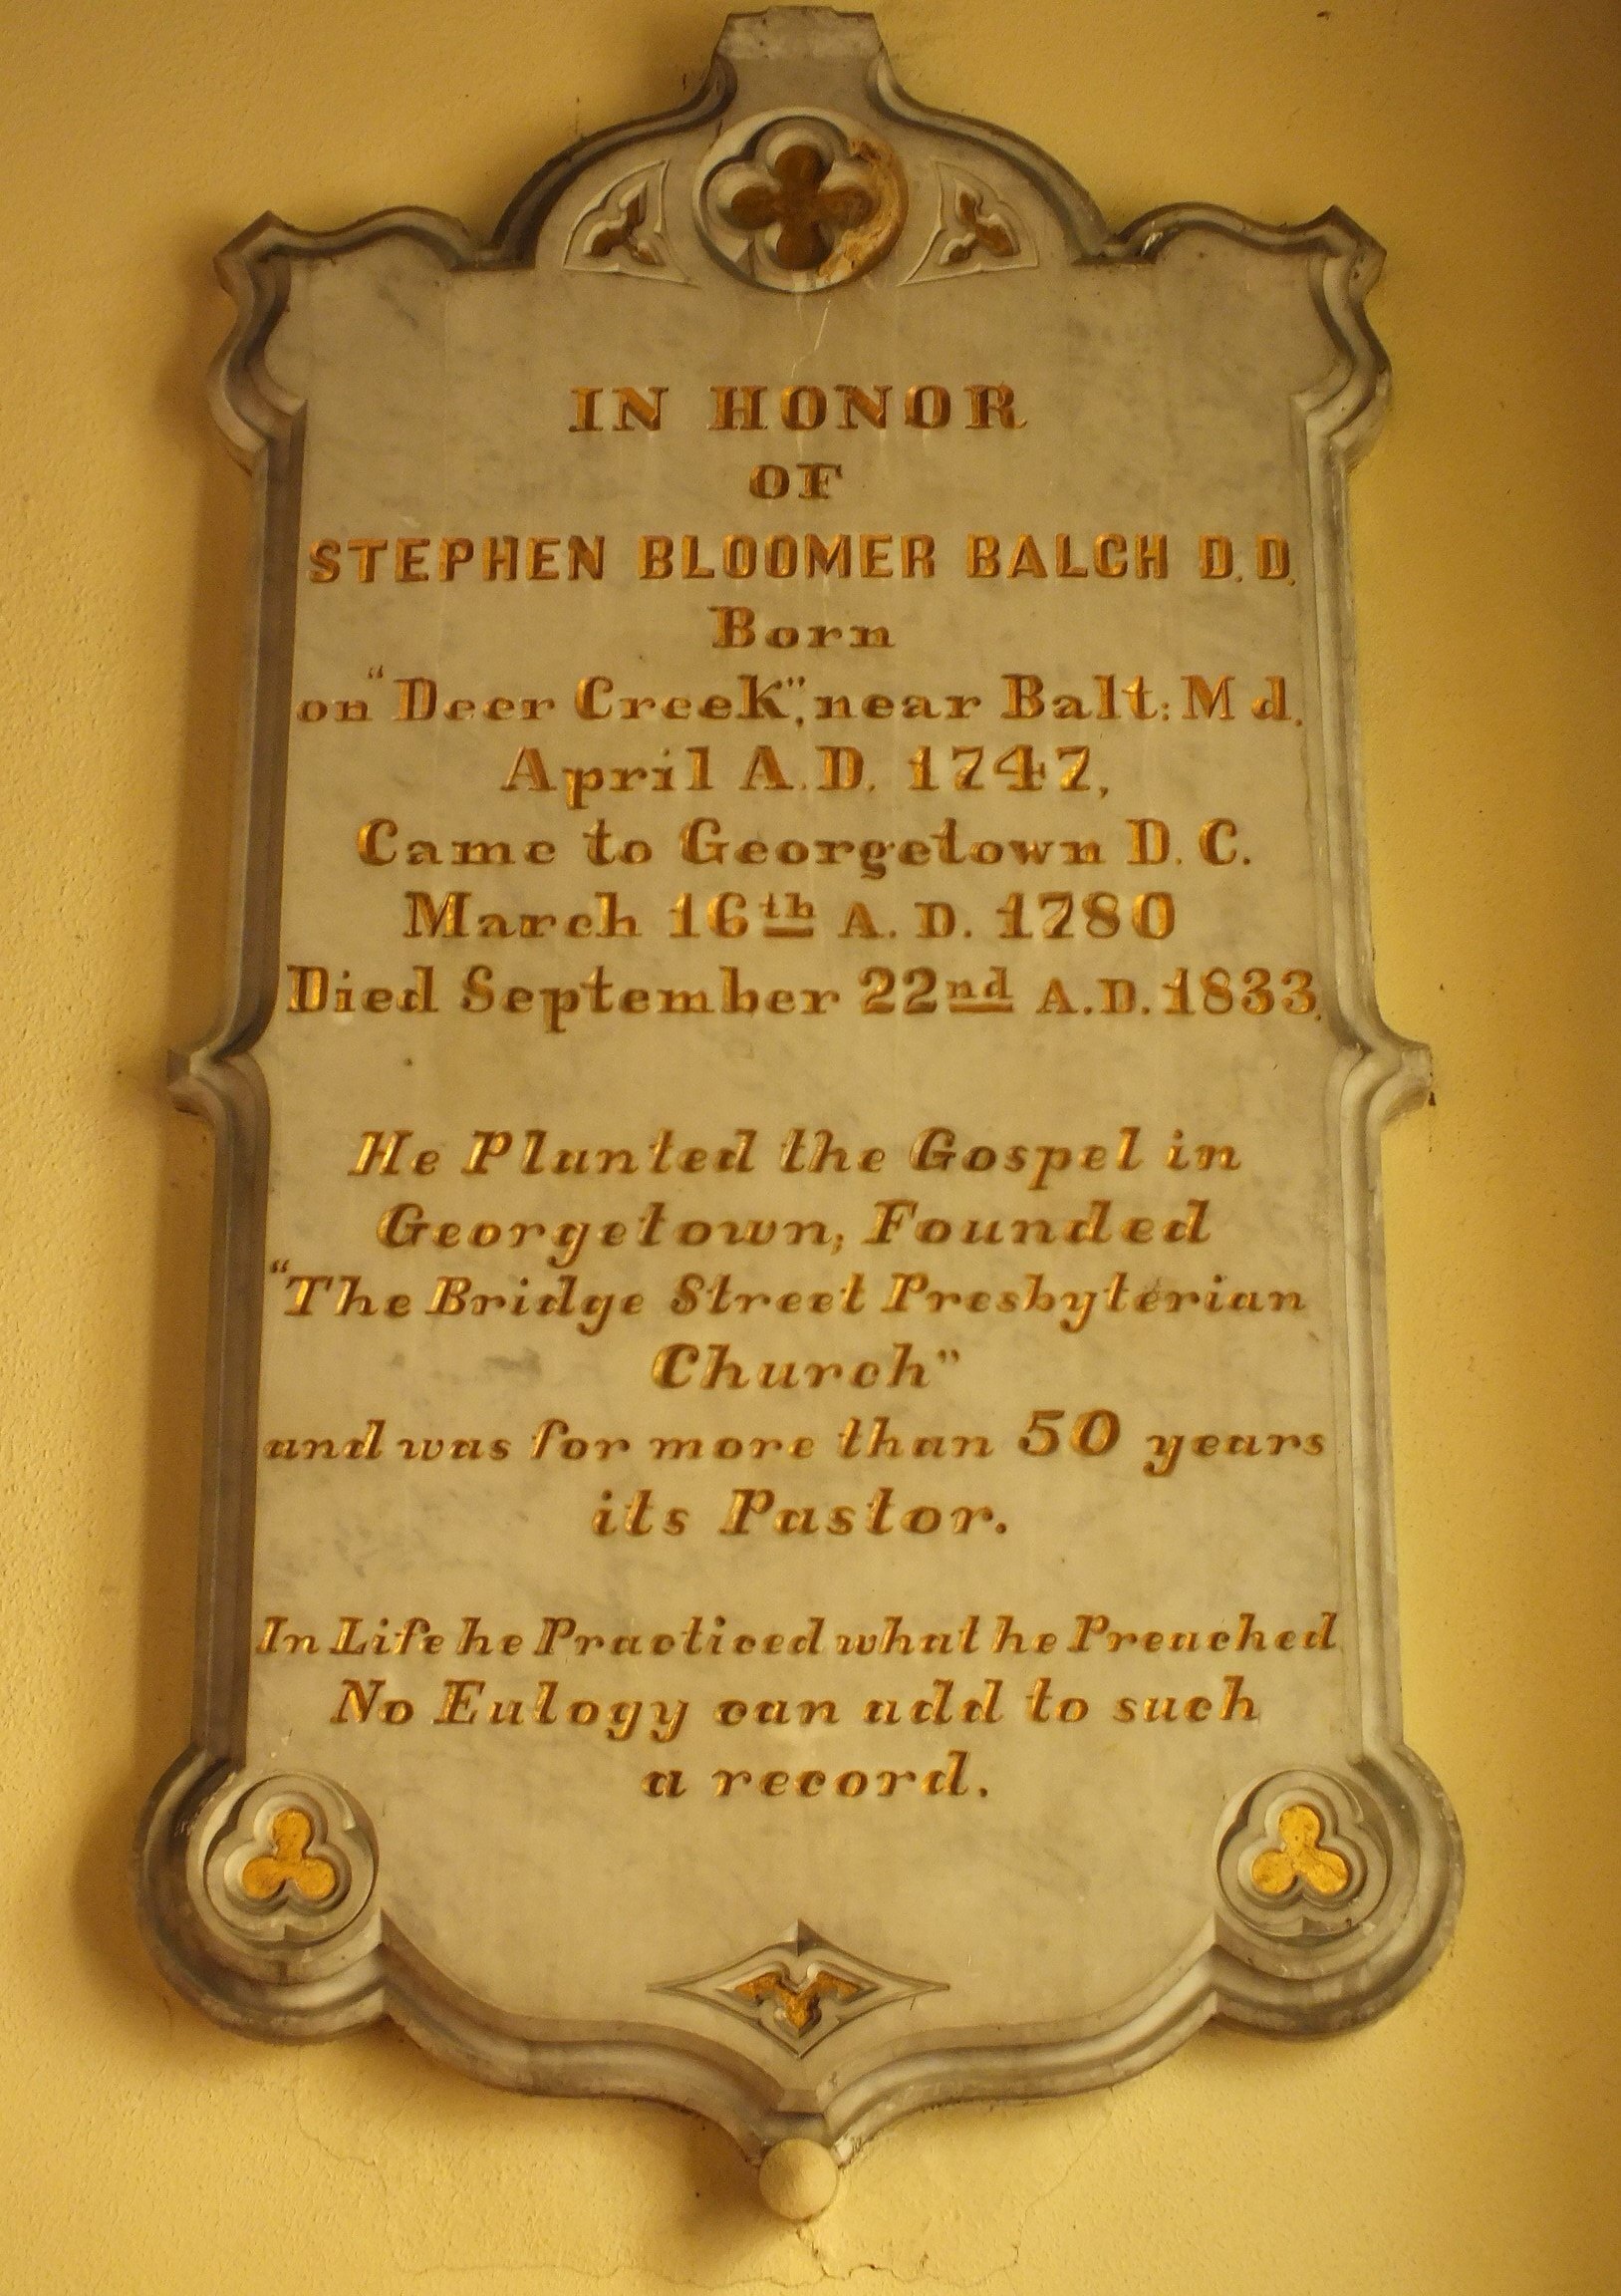 IN HONOR
OF
STEPHEN BLOOMER BALCH D.D.
Born
on "Deer Creek", near Balt: Md.
April A.D. 1747,
Came to Georgetown D.C.
March 16th A.D. 1780
Died September 22nd A.D. 1833.
He Planted the Gospel in
Georgetown; Founded
"The Bridge Street Presbyterian
Church"
and was for more than 50 years
its Pastor.
In Life he Practiced what he Preached
No Eulogy can add to such
a record.